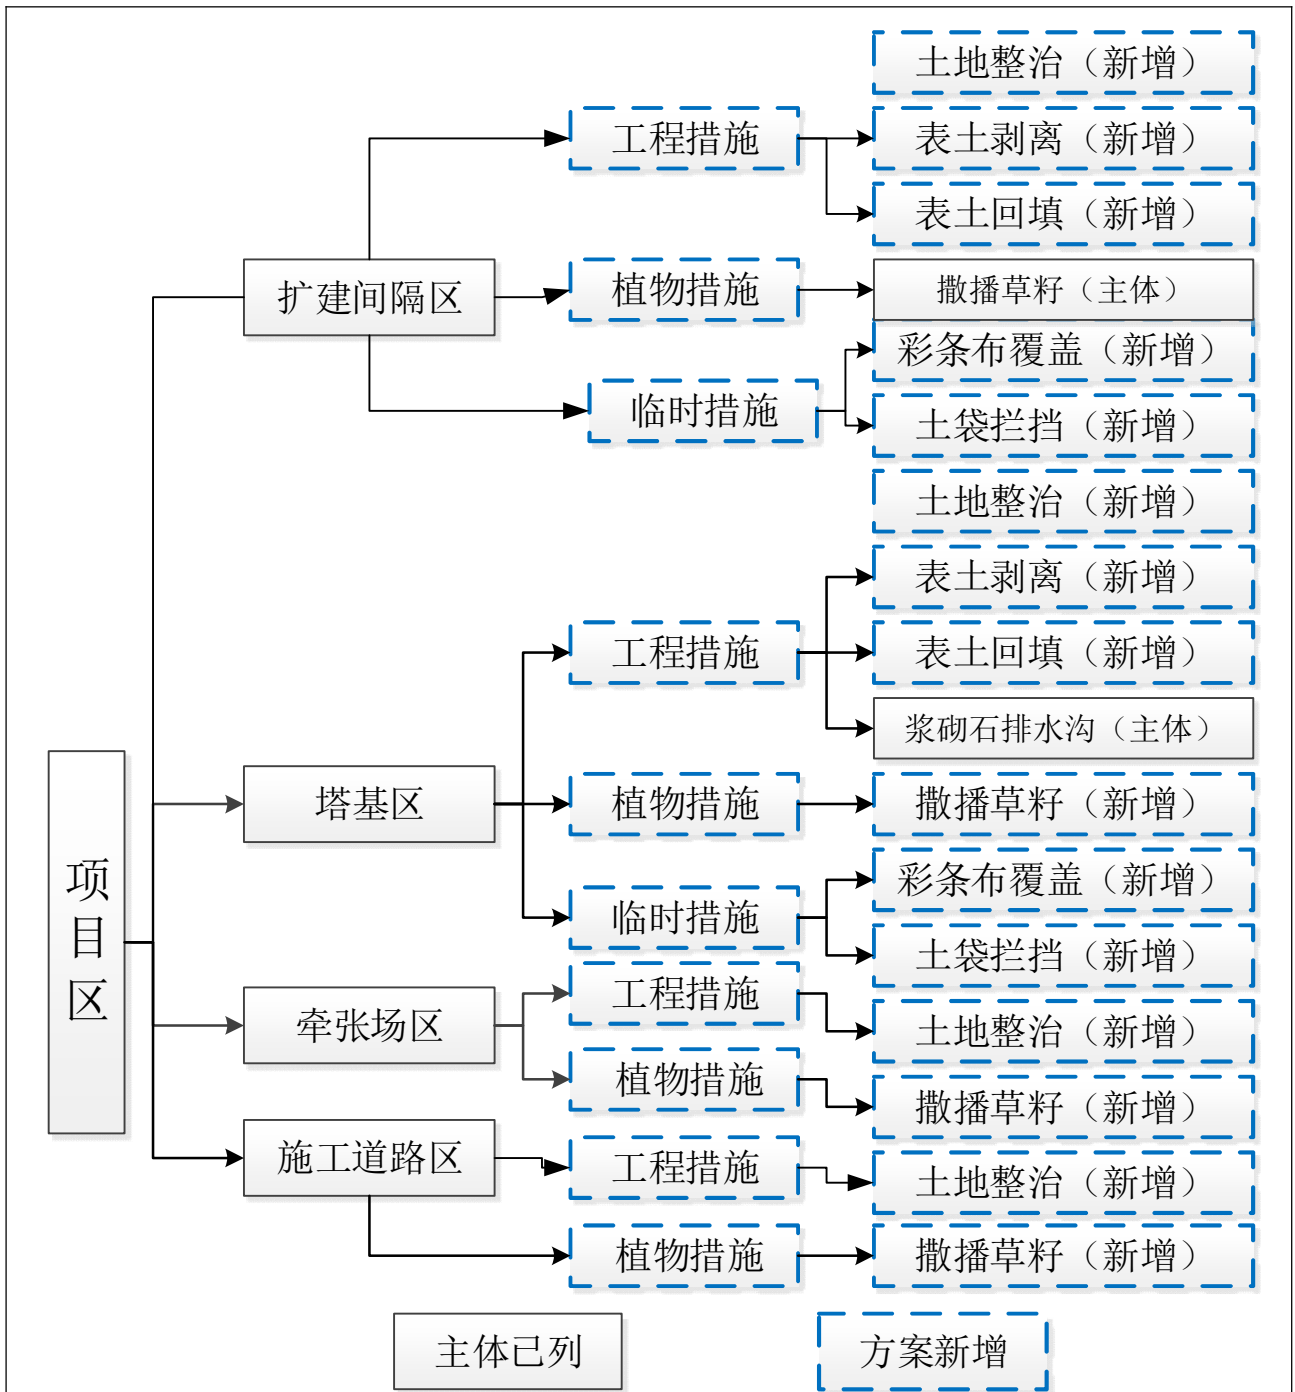 土地整治（新增）
工程措施
表土剥离（新增）
表土回填（新增）
扩建间隔区
植物措施
撒播草籽（主体）
彩条布覆盖（新增）
临时措施
土袋拦挡（新增）
土地整治（新增）
表土剥离（新增）
工程措施
表土回填（新增）
浆砌石排水沟（主体）
塔基区
植物措施
撒播草籽（新增）
项目区
彩条布覆盖（新增）
临时措施
土袋拦挡（新增）
工程措施
牵张场区
土地整治（新增）
植物措施
撒播草籽（新增）
施工道路区
工程措施
土地整治（新增）
植物措施
撒播草籽（新增）
主体已列
方案新增